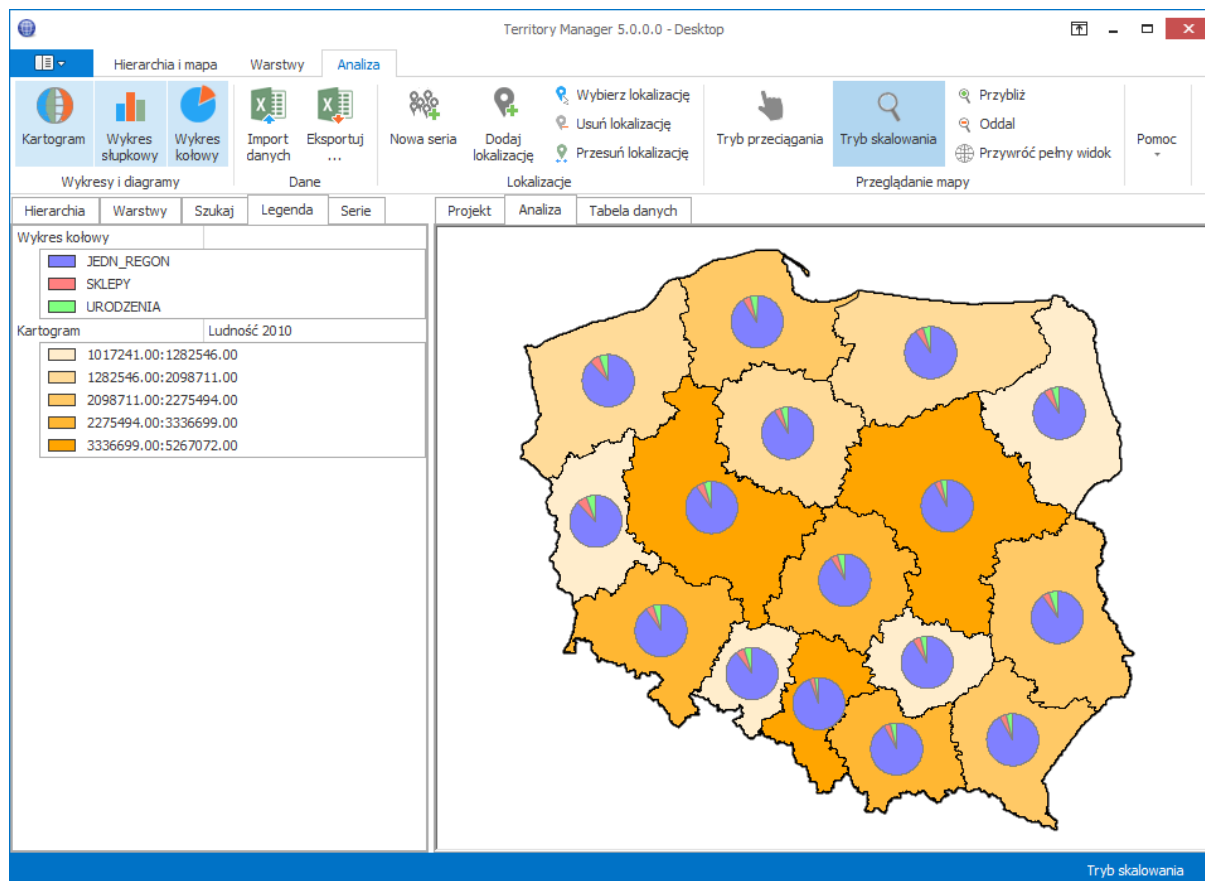 Territory Manager 5.0.0.0 - Desktop
Hierarchia i mapa Warstwy Analiza
Kartogram
Wykres słupkowy
Wykres kołowy
Wykresy i diagramy
Import danych
Eksportuj ...
Dane
Nowa seria
Dodaj lokalizację
Wybierz lokalizację
Usuń lokalizację
Przesuń lokalizację
Lokalizacje
Tryb przeciągania
Tryb skalowania
Przybliż
Oddal
Przywróć pełny widok
Przeglądanie mapy
Pomoc
Hierarchia Warstwy Szukaj Legenda Serie
Projekt Analiza Tabela danych
Wykres kołowy
JEDN_REGON
SKLEPY
URODZENIA
Kartogram Ludność 2010
1017241.00:1282546.00
1282546.00:2098711.00
2098711.00:2275494.00
2275494.00:3336699.00
3336699.00:5267072.00
Tryb skalowania